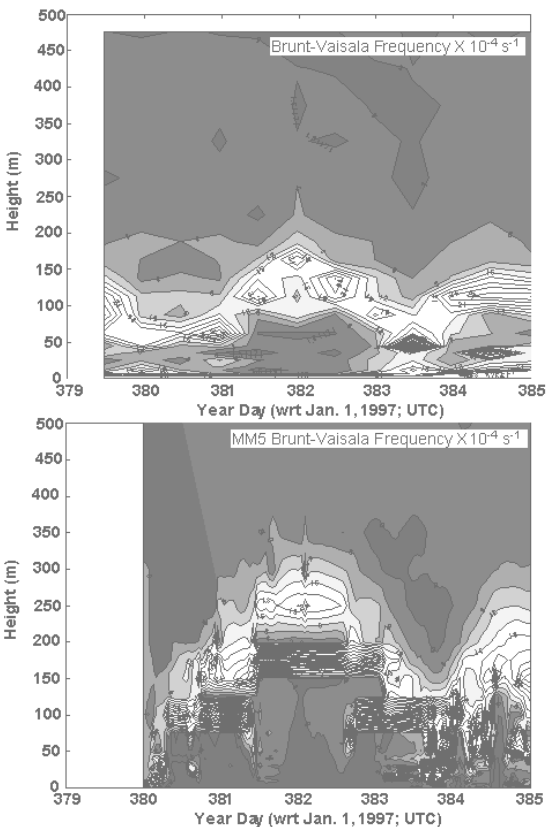 Brunt-Vaisala Frequency X 10⁻⁴ s⁻¹
500
450
400
350
300
250
200
150
100
50
0
Height (m)
379 380 381 382 383 384 385
Year Day (wrt Jan. 1, 1997; UTC)
MM5 Brunt-Vaisala Frequency X 10⁻⁴ s⁻¹
500
450
400
350
300
250
200
150
100
50
0
Height (m)
379 380 381 382 383 384 385
Year Day (wrt Jan. 1, 1997; UTC)